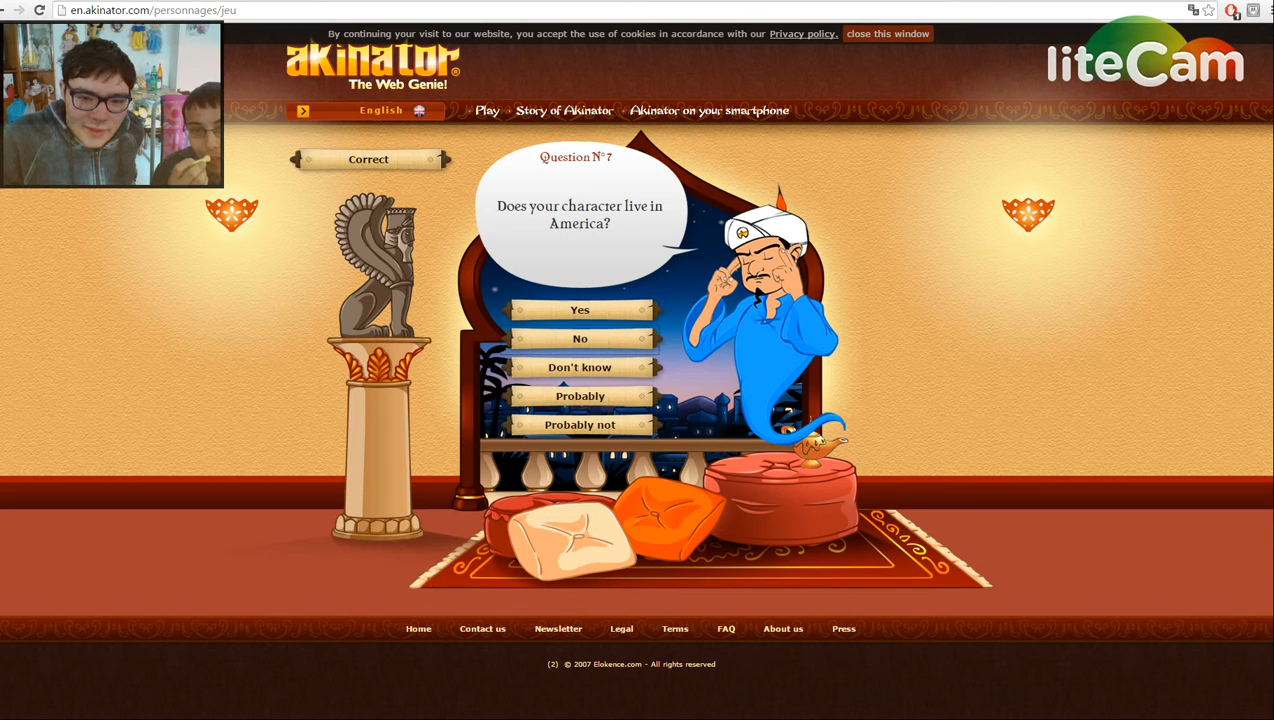 en.akinator.com/personnages/jeu
By continuing your visit to our website, you accept the use of cookies in accordance with our Privacy policy. close this window
akinator®
The Web Genie!
liteCam
English
Play Story of Akinator Akinator on your smartphone
Correct
Question N°7
Does your character live in
America?
Yes
No
Don't know
Probably
Probably not
Home Contact us Newsletter Legal Terms FAQ About us Press
(2) © 2007 Elokence.com - All rights reserved